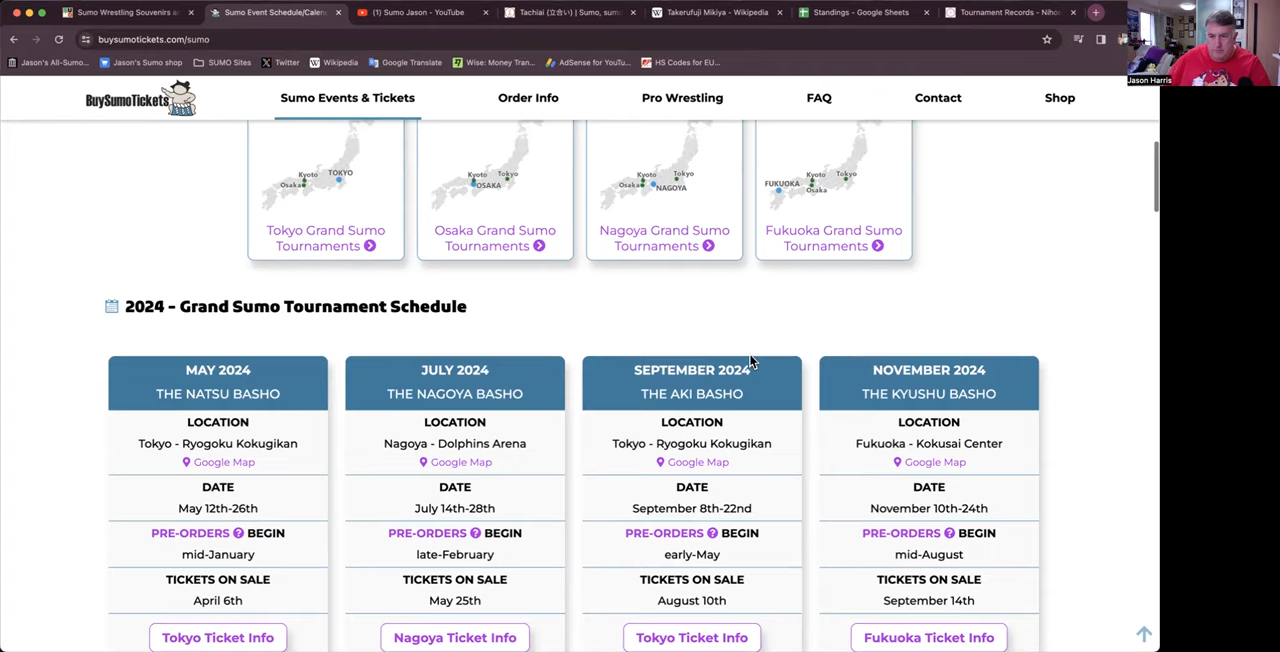 Sumo Wrestling Souvenirs a
Sumo Event Schedule/Calen
(1) Sumo Jason - YouTube
Tachiai (立合い) | Sumo, sum
Takerufuji Mikiya - Wikipedia
Standings - Google Sheets
Tournament Records - Niho
buysumotickets.com/sumo
Jason's All-Sumo...
Jason's Sumo shop
SUMO Sites
Twitter
Wikipedia
Google Translate
Wise: Money Tran...
AdSense for YouTu...
HS Codes for EU...
Jason Harris
BuySumoTickets
Sumo Events & Tickets
Order Info
Pro Wrestling
FAQ
Contact
Shop
Kyoto
TOKYO
Osaka
Tokyo Grand Sumo
Tournaments
Kyoto
Tokyo
OSAKA
Osaka Grand Sumo
Tournaments
Kyoto
Tokyo
Osaka
NAGOYA
Nagoya Grand Sumo
Tournaments
Kyoto
Tokyo
FUKUOKA
Osaka
Fukuoka Grand Sumo
Tournaments
2024 - Grand Sumo Tournament Schedule
MAY 2024
THE NATSU BASHO
LOCATION
Tokyo - Ryogoku Kokugikan
Google Map
DATE
May 12th-26th
PRE-ORDERS ? BEGIN
mid-January
TICKETS ON SALE
April 6th
Tokyo Ticket Info
JULY 2024
THE NAGOYA BASHO
LOCATION
Nagoya - Dolphins Arena
Google Map
DATE
July 14th-28th
PRE-ORDERS ? BEGIN
late-February
TICKETS ON SALE
May 25th
Nagoya Ticket Info
SEPTEMBER 2024
THE AKI BASHO
LOCATION
Tokyo - Ryogoku Kokugikan
Google Map
DATE
September 8th-22nd
PRE-ORDERS ? BEGIN
early-May
TICKETS ON SALE
August 10th
Tokyo Ticket Info
NOVEMBER 2024
THE KYUSHU BASHO
LOCATION
Fukuoka - Kokusai Center
Google Map
DATE
November 10th-24th
PRE-ORDERS ? BEGIN
mid-August
TICKETS ON SALE
September 14th
Fukuoka Ticket Info